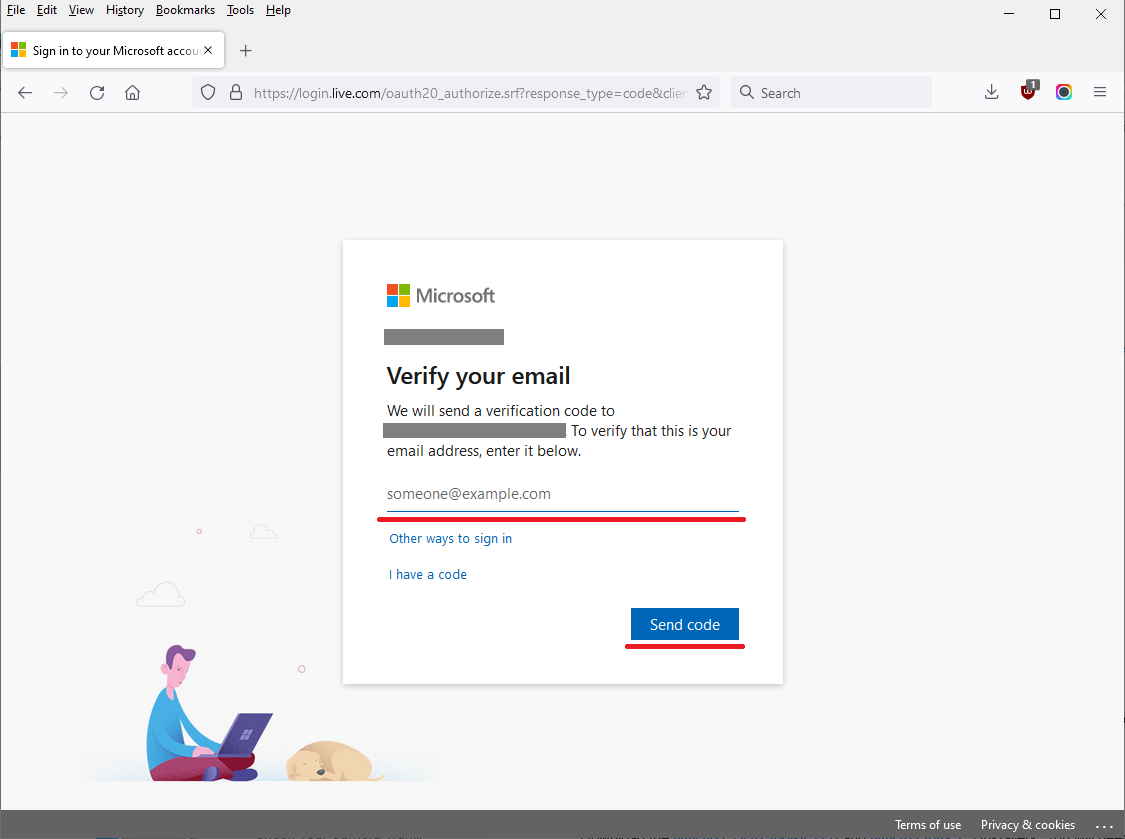 File Edit View History Bookmarks Tools Help
Sign in to your Microsoft accou
https://login.live.com/oauth20_authorize.srf?response_type=code&clien
Search
1
Microsoft
Verify your email
We will send a verification code to
. To verify that this is your
email address, enter it below.
someone@example.com
Other ways to sign in
I have a code
Send code
Terms of use Privacy & cookies ...